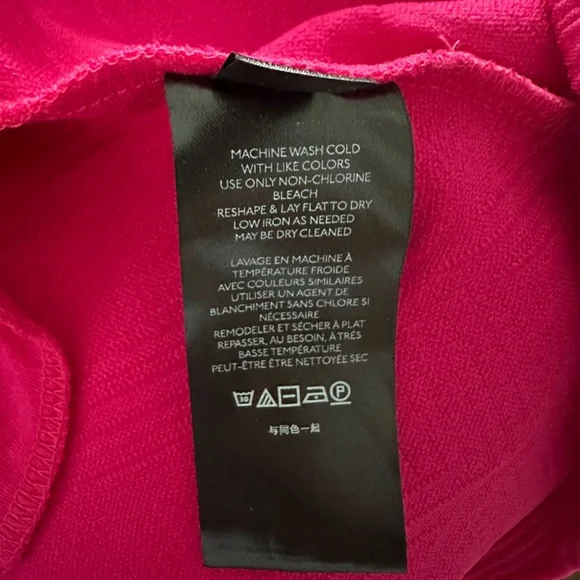 MACHINE WASH COLD
WITH LIKE COLORS
USE ONLY NON-CHLORINE
BLEACH
RESHAPE & LAY FLAT TO DRY
LOW IRON AS NEEDED
MAY BE DRY CLEANED
LAVAGE EN MACHINE À
TEMPÉRATURE FROIDE
AVEC COULEURS SIMILAIRES
UTILISER UN AGENT DE
BLANCHIMENT SANS CHLORE SI
NÉCESSAIRE
REMODELER ET SÉCHER À PLAT
REPASSER, AU BESOIN, À TRÈS
BASSE TEMPÉRATURE
PEUT-ÊTRE ÊTRE NETTOYÉE SEC
30 P
与同色一起